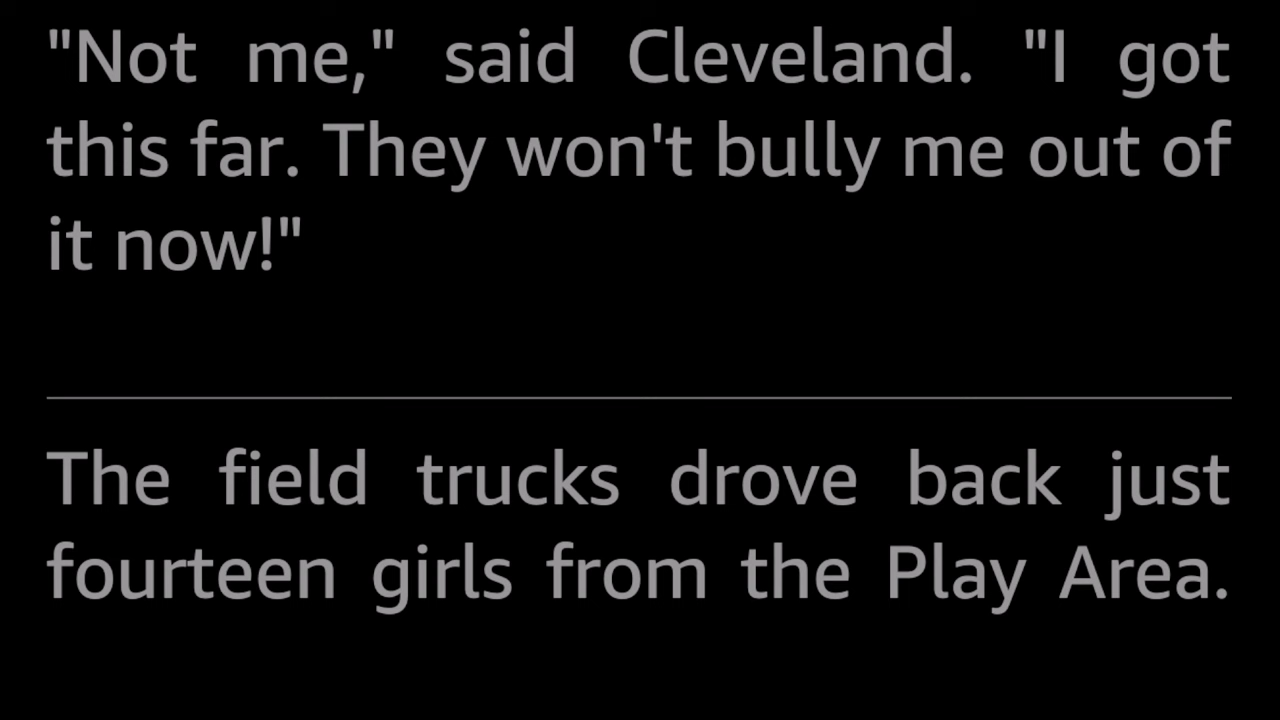 "Not me," said Cleveland. "I got
this far. They won't bully me out of
it now!"
The field trucks drove back just
fourteen girls from the Play Area.